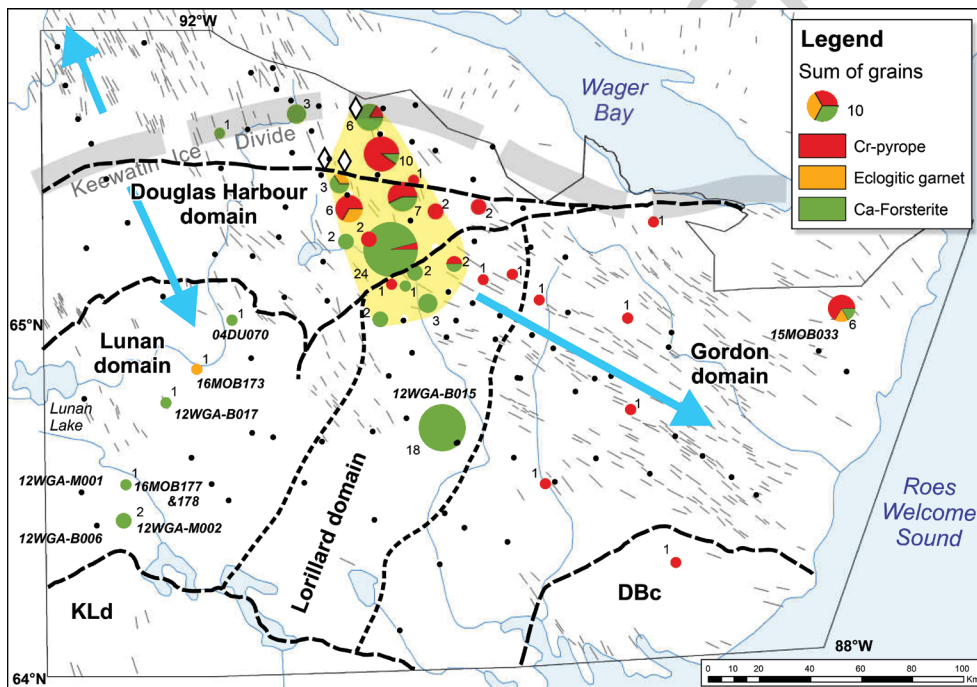 92°W
Legend
Sum of grains
10
Cr-pyrope
Eclogitic garnet
Ca-Forsterite
Wager
Bay
3
1
6
Keewatin Ice Divide
10
Douglas Harbour
domain
3
1
6
7
2
2
1
2
2
24
2
2
1
1
1
1
1
1
2
3
6
15MOB033
65°N
1
04DU070
Lunan
domain
Gordon
domain
1
16MOB173
12WGA-B015
1
12WGA-B017
1
Lunan
Lake
18
12WGA-M001
1
16MOB177
&178
1
2
12WGA-M002
12WGA-B006
Roes
Welcome
Sound
Lorillard domain
1
KLd
DBc
88°W
64°N
0 5 10 20 40 60 80 100
Km